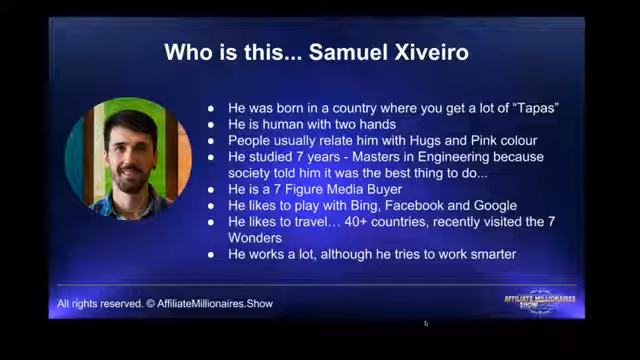 Who is this... Samuel Xiveiro
● He was born in a country where you get a lot of “Tapas”
● He is human with two hands
● People usually relate him with Hugs and Pink colour
● He studied 7 years - Masters in Engineering because
society told him it was the best thing to do...
● He is a 7 Figure Media Buyer
● He likes to play with Bing, Facebook and Google
● He likes to travel… 40+ countries, recently visited the 7
Wonders
● He works a lot, although he tries to work smarter
All rights reserved. © AffiliateMillionaires.Show
AFFILIATE MILLIONAIRES
SHOW